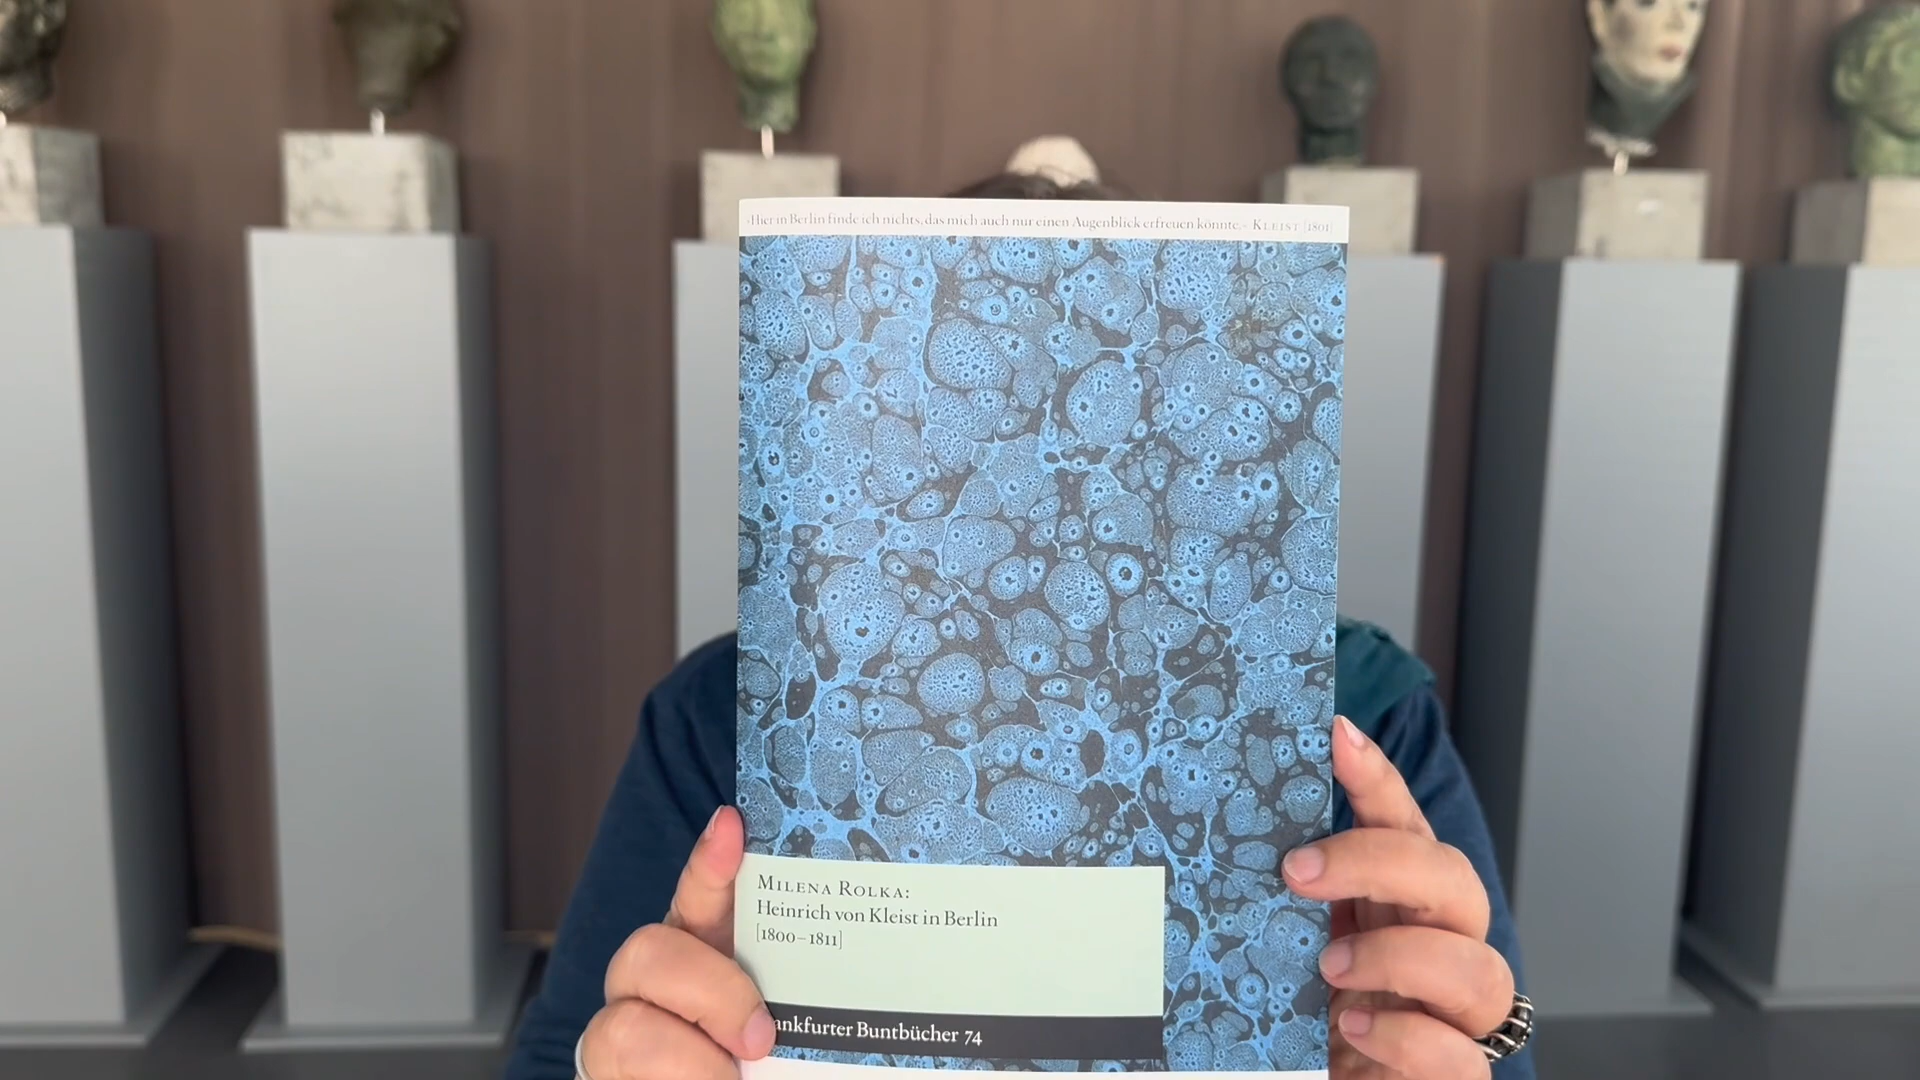 ›Hier in Berlin finde ich nichts, das mich auch nur einen Augenblick erfreuen könnte.‹ KLEIST [1801]
MILENA ROLKA:
Heinrich von Kleist in Berlin
[1800–1811]
ankfurter Buntbücher 74